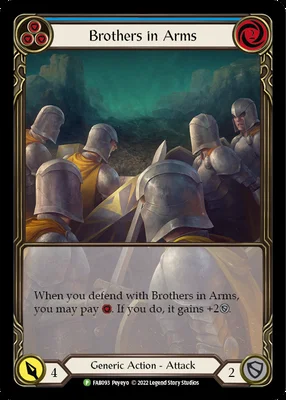 Brothers in Arms
2
When you defend with Brothers in Arms,
you may pay . If you do, it gains +2.
4
Generic Action - Attack
2
P FAB093 Peyeyo © 2022 Legend Story Studios